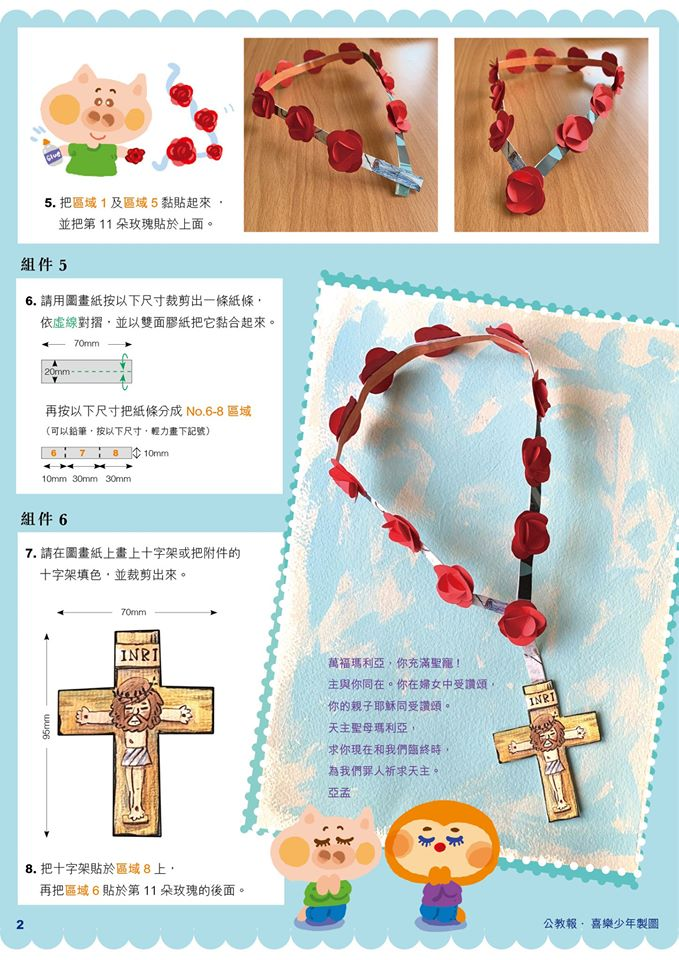 Glue
5. 把區域 1 及區域 5 黏貼起來 ，
並把第 11 朵玫瑰貼於上面。
組件 5
6. 請用圖畫紙按以下尺寸裁剪出一條紙條，
依虛線對摺，並以雙面膠紙把它黏合起來。
70mm
20mm
再按以下尺寸把紙條分成 No.6-8 區域
（可以鉛筆，按以下尺寸，輕力畫下記號）
6 7 8 10mm
10mm 30mm 30mm
組件 6
7. 請在圖畫紙上畫上十字架或把附件的
十字架填色，並裁剪出來。
70mm
95mm
INRI
8. 把十字架貼於區域 8 上，
再把區域 6 貼於第 11 朵玫瑰的後面。
萬福瑪利亞，你充滿聖寵！
主與你同在。你在婦女中受讚頌，
你的親子耶穌同受讚頌。
天主聖母瑪利亞，
求你現在和我們臨終時，
為我們罪人祈求天主。
亞孟
INRI
2
公教報 · 喜樂少年製圖